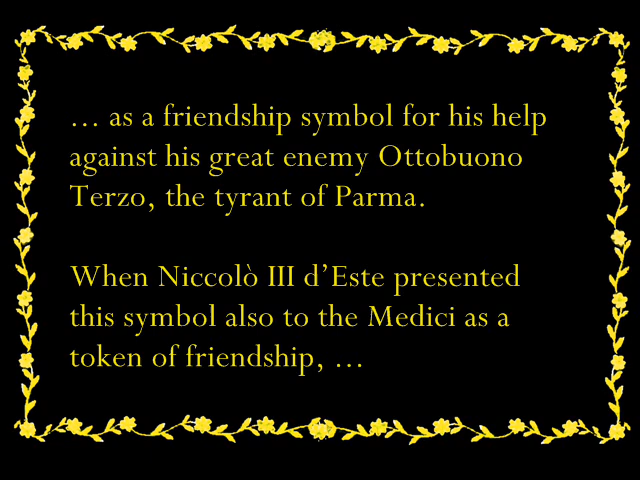 ... as a friendship symbol for his help
against his great enemy Ottobuono
Terzo, the tyrant of Parma.
When Niccolò III d’Este presented
this symbol also to the Medici as a
token of friendship, ...